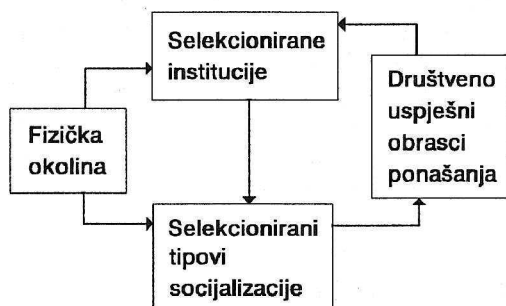 Selekcionirane
institucije
Društveno
uspješni
obrasci
ponašanja
Fizička
okolina
Selekcionirani
tipovi
socijalizacije